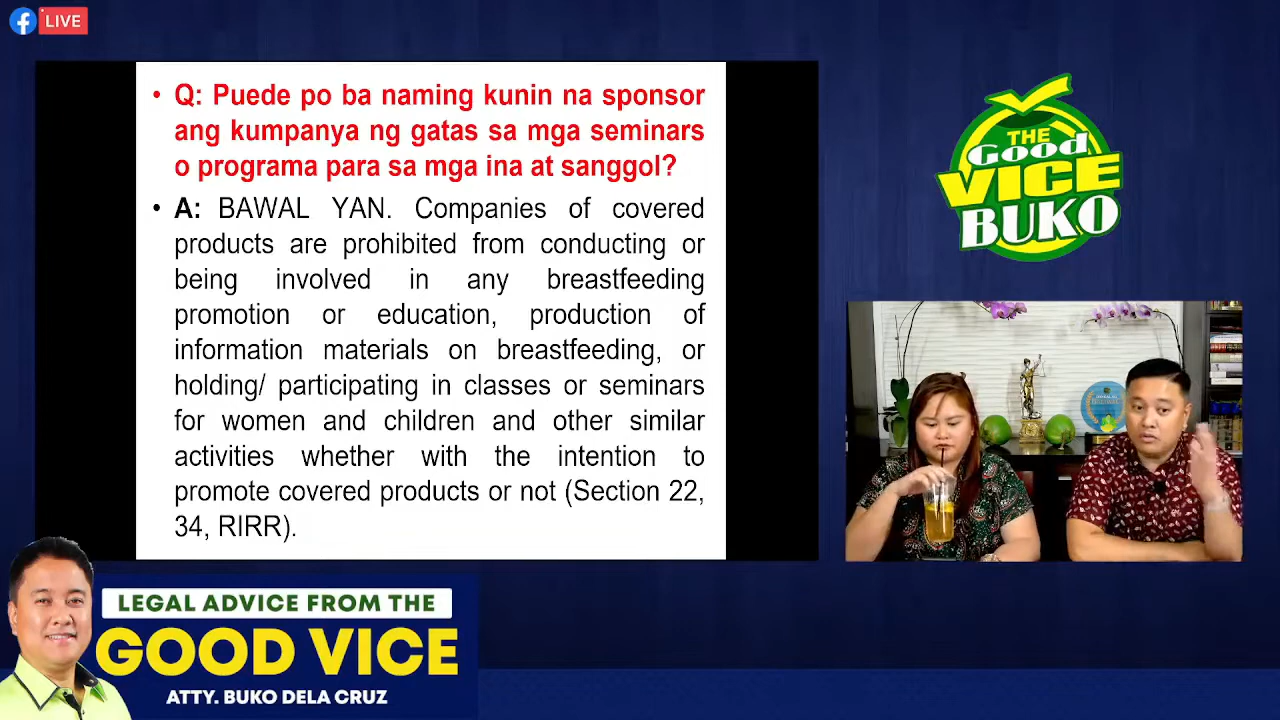 LIVE
• Q: Puede po ba naming kunin na sponsor
ang kumpanya ng gatas sa mga seminars
o programa para sa mga ina at sanggol?
• A: BAWAL YAN. Companies of covered
products are prohibited from conducting or
being involved in any breastfeeding
promotion or education, production of
information materials on breastfeeding, or
holding/ participating in classes or seminars
for women and children and other similar
activities whether with the intention to
promote covered products or not (Section 22,
34, RIRR).
THE
Good
VICE
BUKO
LEGAL ADVICE FROM THE
GOOD VICE
ATTY. BUKO DELA CRUZ